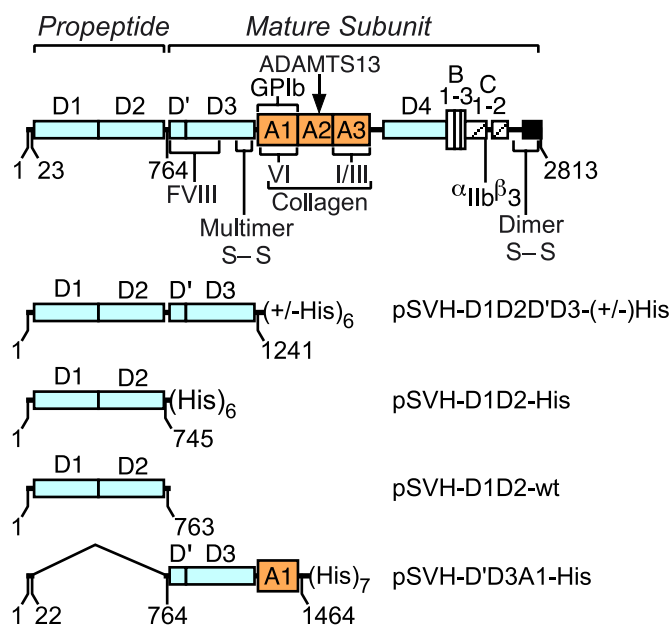 Propeptide Mature Subunit
ADAMTS13
GPIb
B
1-3
C
1-2
D1 D2 D' D3 A1 A2 A3 D4
1 23 764 2813
FVIII VI I/III αIIbβ3
Collagen
Multimer
S–S
Dimer
S–S
D1 D2 D' D3
(+/-His)6 pSVH-D1D2D'D3-(+/-)His
1 1241
D1 D2
(His)6 pSVH-D1D2-His
1 745
D1 D2
pSVH-D1D2-wt
1 763
D' D3
A1 (His)7 pSVH-D'D3A1-His
1 22 764 1464